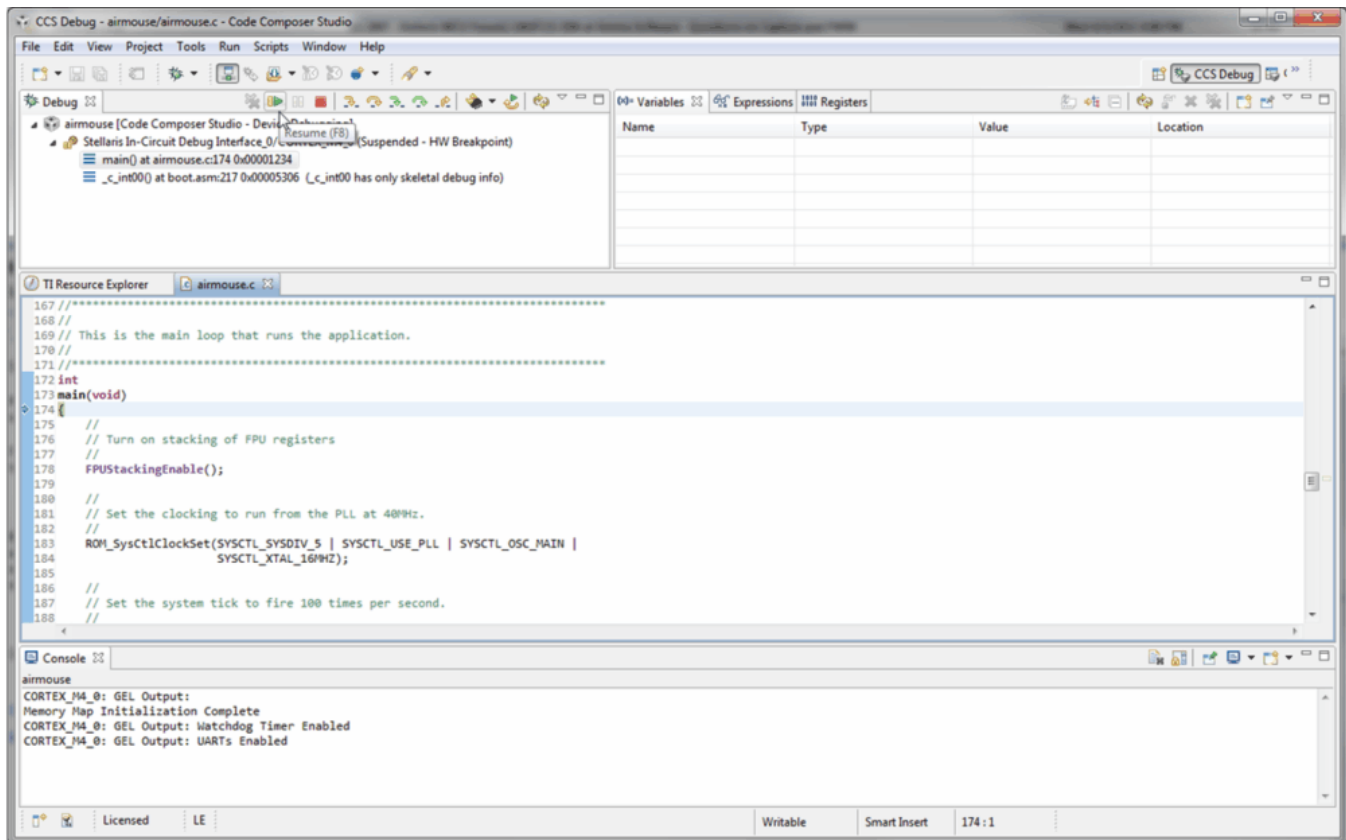 CCS Debug - airmouse/airmouse.c - Code Composer Studio
File Edit View Project Tools Run Scripts Window Help
CCS Debug
Debug
Variables Expressions Registers
airmouse [Code Composer Studio - Device Debugging]
Resume (F8)
Stellaris In-Circuit Debug Interface_0/CORTEX_M4_0 (Suspended - HW Breakpoint)
main() at airmouse.c:174 0x00001234
_c_int00() at boot.asm:217 0x00005306 (_c_int00 has only skeletal debug info)
Name Type Value Location
TI Resource Explorer airmouse.c
167 //*****************************************************************************
168 //
169 // This is the main loop that runs the application.
170 //
171 //*****************************************************************************
172 int
173 main(void)
174 {
175 //
176 // Turn on stacking of FPU registers
177 //
178 FPUStackingEnable();
179
180 //
181 // Set the clocking to run from the PLL at 40MHz.
182 //
183 ROM_SysCtlClockSet(SYSCTL_SYSDIV_5 | SYSCTL_USE_PLL | SYSCTL_OSC_MAIN |
184 SYSCTL_XTAL_16MHZ);
185
186 //
187 // Set the system tick to fire 100 times per second.
188 //
Console
airmouse
CORTEX_M4_0: GEL Output:
Memory Map Initialization Complete
CORTEX_M4_0: GEL Output: Watchdog Timer Enabled
CORTEX_M4_0: GEL Output: UARTs Enabled
Licensed LE Writable Smart Insert 174 : 1